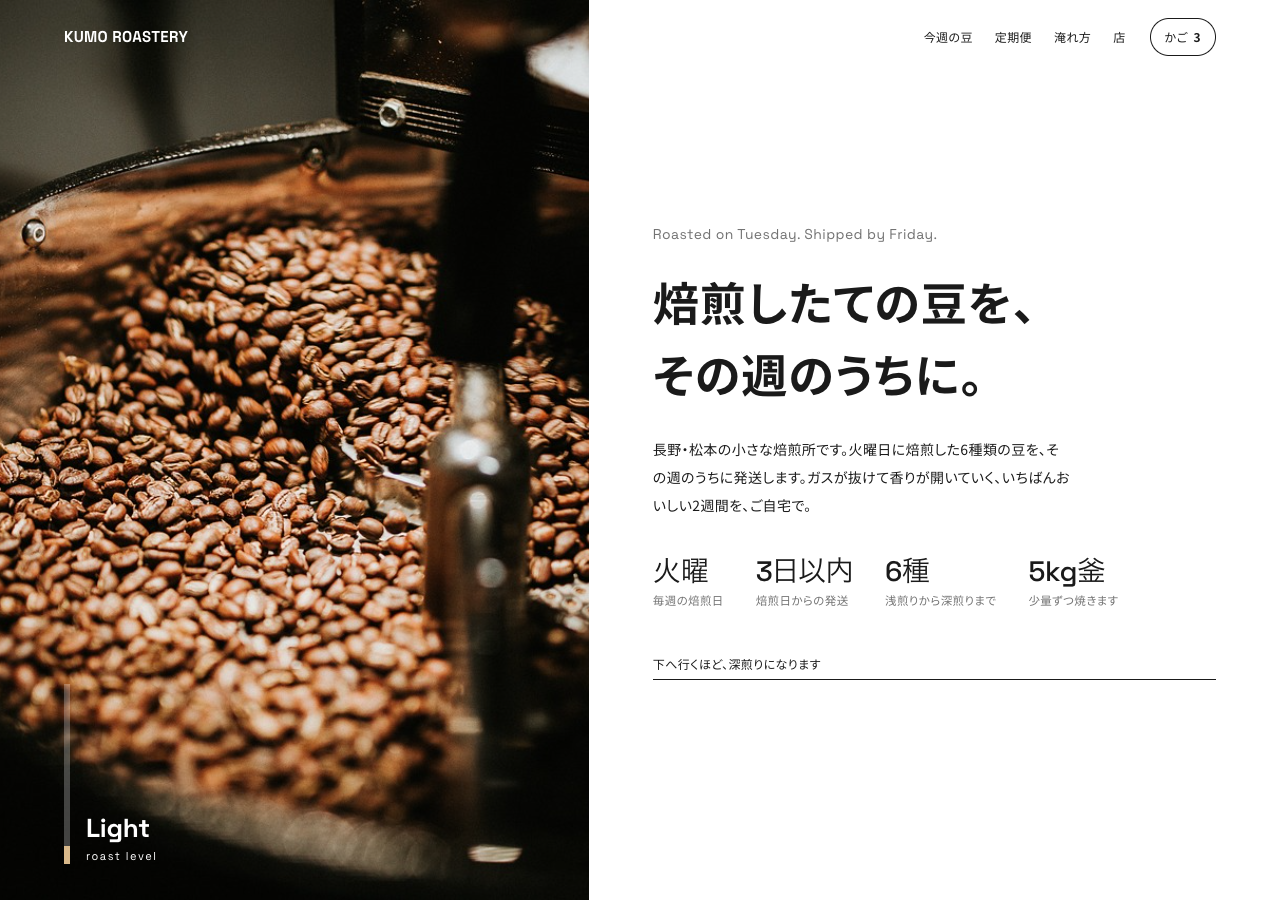 KUMO ROASTERY
今週の豆
定期便
淹れ方
店
かご 3
Roasted on Tuesday. Shipped by Friday.
焙煎したての豆を、
その週のうちに。
長野・松本の小さな焙煎所です。火曜日に焙煎した6種類の豆を、そ
の週のうちに発送します。ガスが抜けて香りが開いていく、いちばんお
いしい2週間を、ご自宅で。
火曜
毎週の焙煎日
3日以内
焙煎日からの発送
6種
浅煎りから深煎りまで
5kg釜
少量ずつ焼きます
下へ行くほど、深煎りになります
Light
roast level